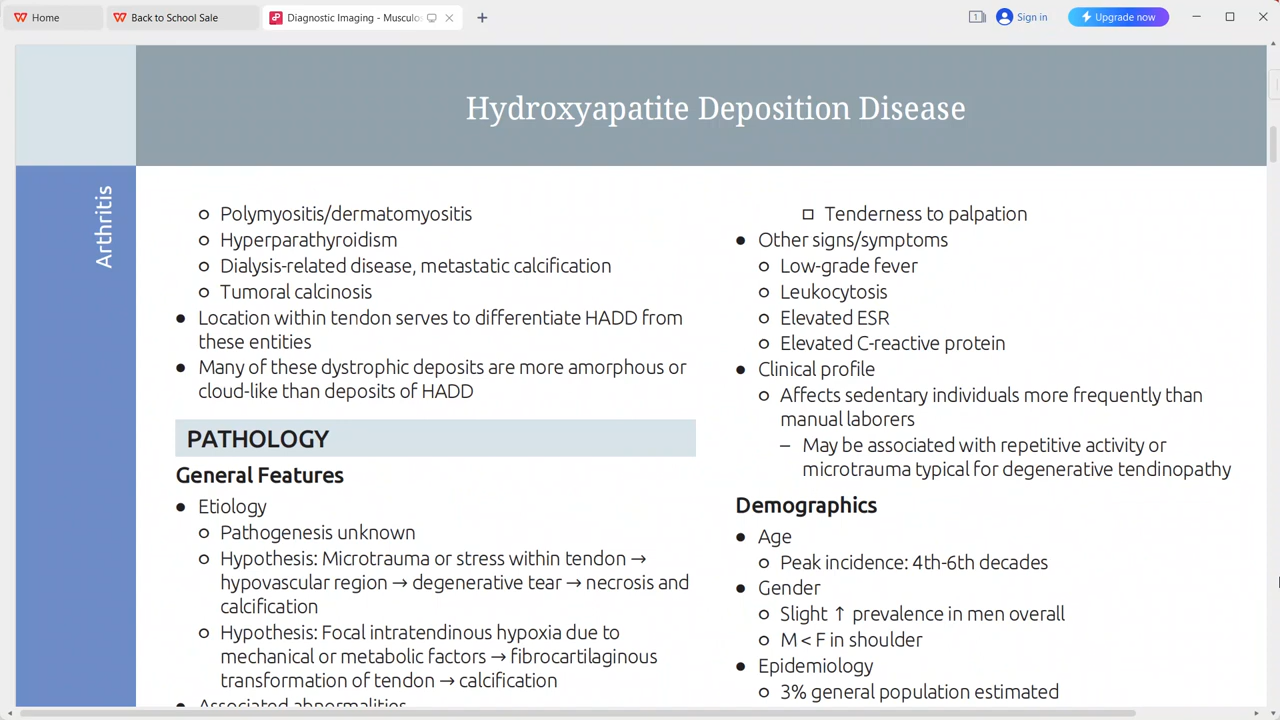 Home
Back to School Sale
Diagnostic Imaging - Musculo
1
Sign in
Upgrade now
Hydroxyapatite Deposition Disease
Arthritis
Polymyositis/dermatomyositis
Hyperparathyroidism
Dialysis-related disease, metastatic calcification
Tumoral calcinosis
Location within tendon serves to differentiate HADD from
these entities
Many of these dystrophic deposits are more amorphous or
cloud-like than deposits of HADD
PATHOLOGY
General Features
Etiology
Pathogenesis unknown
Hypothesis: Microtrauma or stress within tendon →
hypovascular region → degenerative tear → necrosis and
calcification
Hypothesis: Focal intratendinous hypoxia due to
mechanical or metabolic factors → fibrocartilaginous
transformation of tendon → calcification
Associated abnormalities
Tenderness to palpation
Other signs/symptoms
Low-grade fever
Leukocytosis
Elevated ESR
Elevated C-reactive protein
Clinical profile
Affects sedentary individuals more frequently than
manual laborers
– May be associated with repetitive activity or
microtrauma typical for degenerative tendinopathy
Demographics
Age
Peak incidence: 4th-6th decades
Gender
Slight ↑ prevalence in men overall
M < F in shoulder
Epidemiology
3% general population estimated